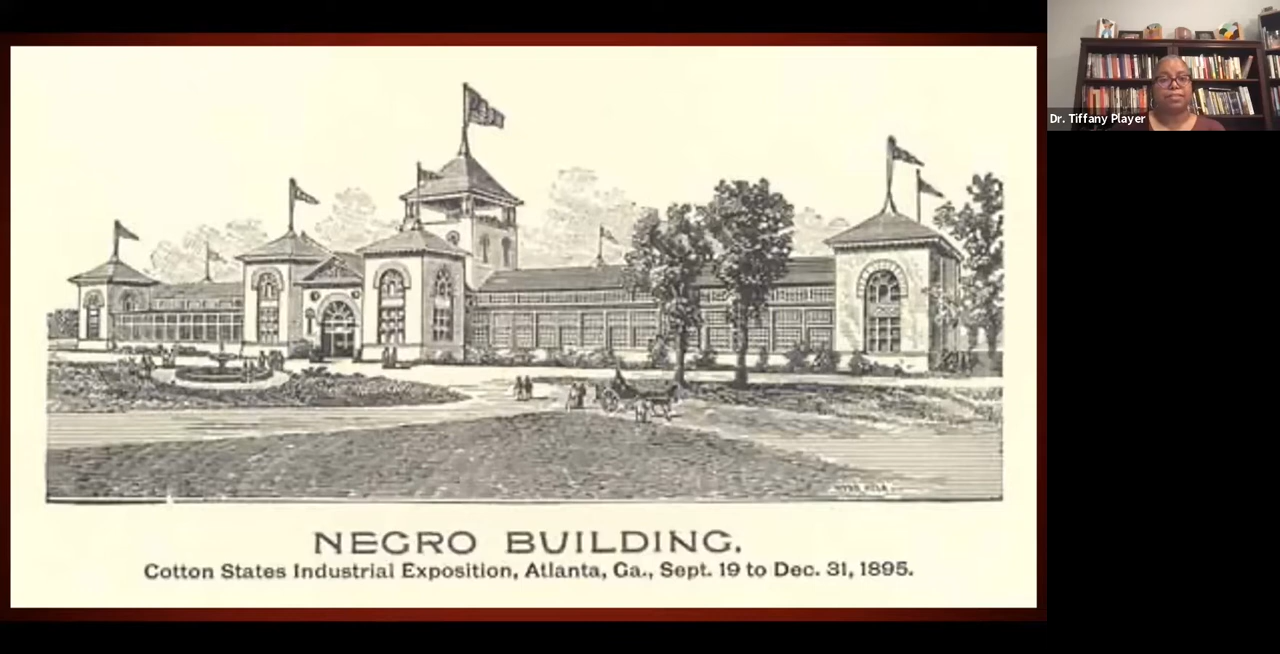 Dr. Tiffany Player
NEGRO BUILDING.
Cotton States Industrial Exposition, Atlanta, Ga., Sept. 19 to Dec. 31, 1895.